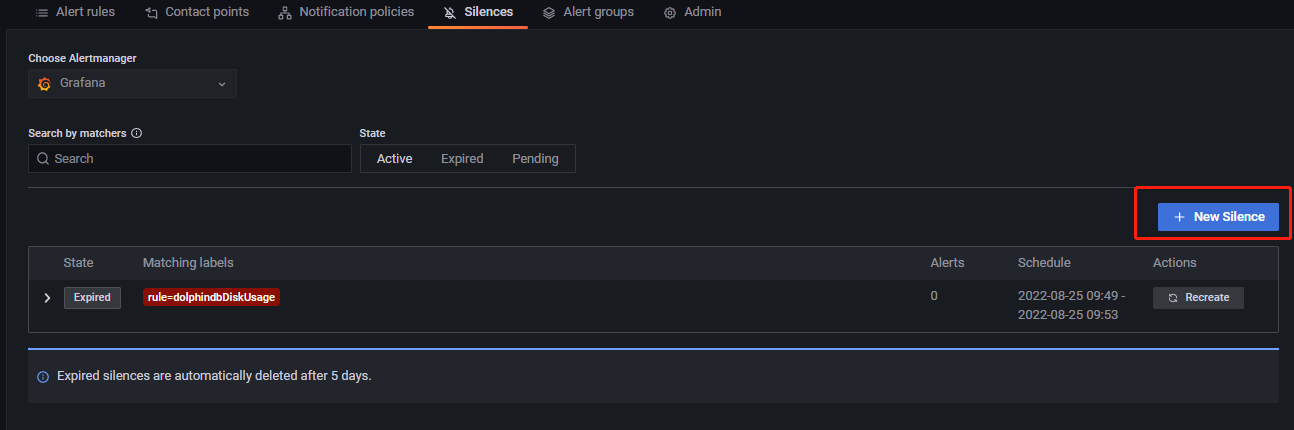 Alert rules Contact points Notification policies Silences Alert groups Admin
Choose Alertmanager
Grafana
Search by matchers State
Search Active Expired Pending
+ New Silence
State Matching labels Alerts Schedule Actions
Expired rule=dolphindbDiskUsage 0 2022-08-25 09:49 - Recreate
2022-08-25 09:53
Expired silences are automatically deleted after 5 days.